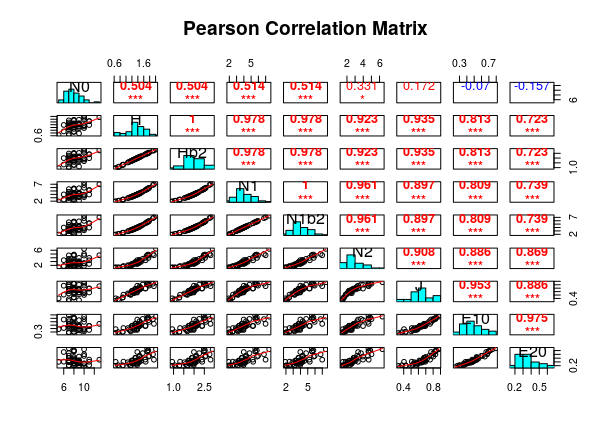 Pearson Correlation Matrix
0.6 1.6 2 5 2 4 6 0.3 0.7
N0 0.504 0.504 0.514 0.514 0.331 0.172 -0.07 -0.157 6
*** *** *** *** *
0.6 H 1 0.978 0.978 0.923 0.935 0.813 0.723
*** *** *** *** *** *** ***
Hb2 0.978 0.978 0.923 0.935 0.813 0.723 1.0
*** *** *** *** *** ***
2 7 N1 1 0.961 0.897 0.809 0.739
*** *** *** *** ***
N1b2 0.961 0.897 0.809 0.739 2 7
*** *** *** ***
2 6 N2 0.908 0.886 0.869
*** *** ***
0.953 0.886 0.4
*** ***
0.3 E10 0.975
***
E20 0.2
6 10 1.0 2.5 2 5 0.4 0.8 0.2 0.5